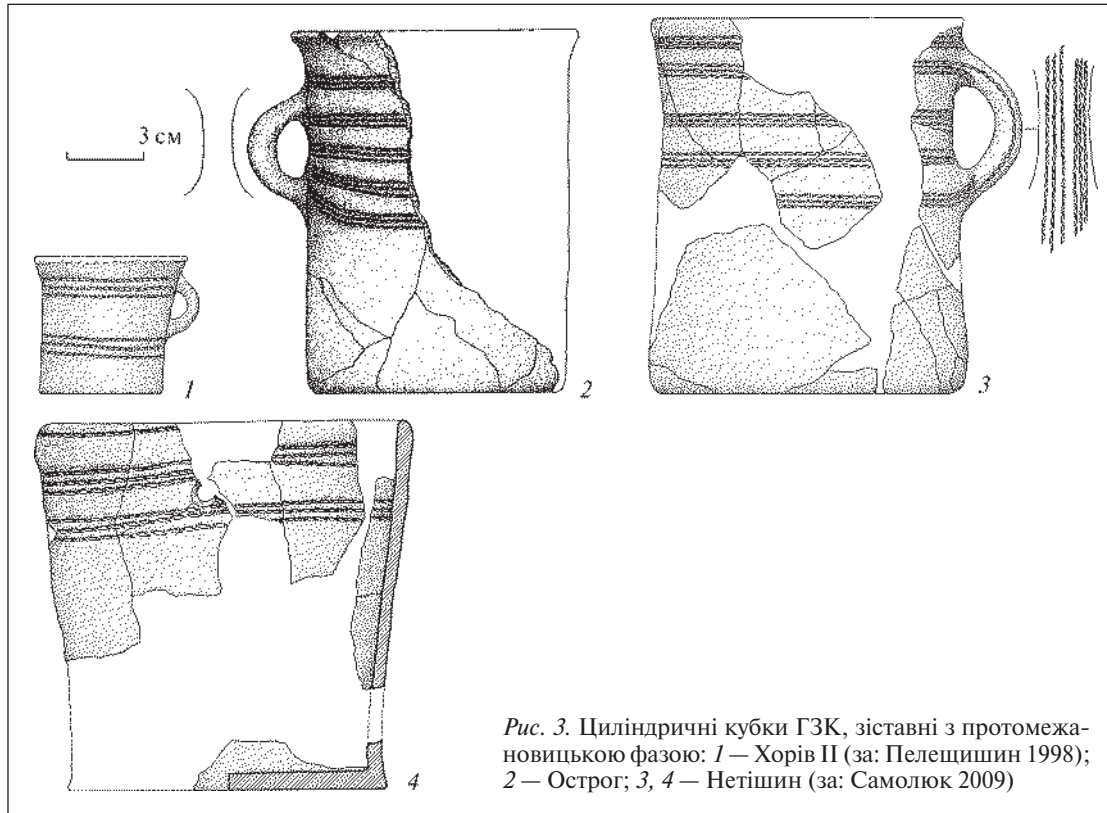 3 см
1
2
3
4
Рис. 3. Циліндричні кубки ГЗК, зіставні з протомежа-
новицькою фазою: 1 — Хорів II (за: Пелещишин 1998);
2 — Острог; 3, 4 — Нетішин (за: Самолюк 2009)